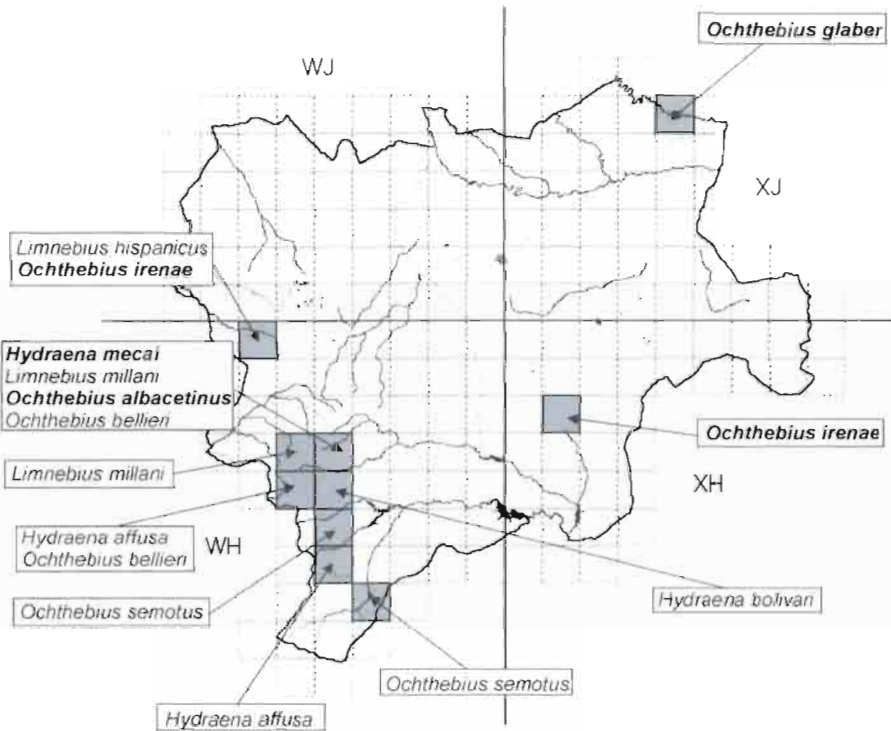 Ochthebius glaber
WJ
XJ
Limnebius hispanicus
Ochthebius irenae
Hydraena mecai
Limnebius millani
Ochthebius albacetinus
Ochthebius bellieri
Ochthebius irenae
Limnebius millani
XH
Hydraena affusa
Ochthebius bellieri
WH
Ochthebius semotus
Hydraena bolivari
Ochthebius semotus
Hydraena affusa